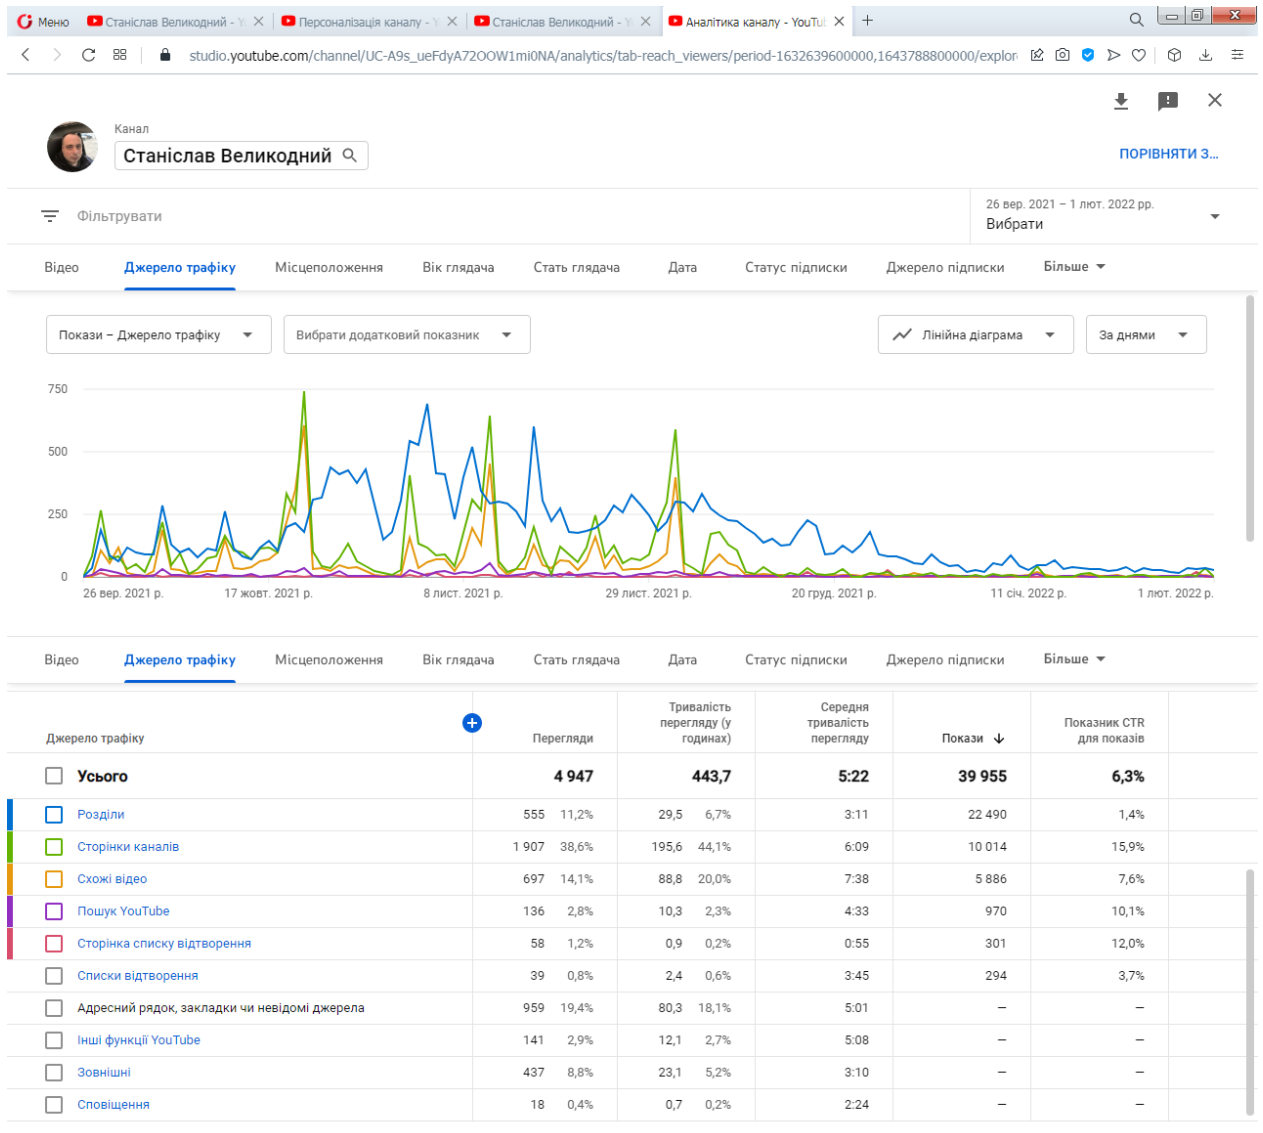 Меню
Станіслав Великодний - Y
Персоналізація каналу - Y
Станіслав Великодний - Y
Аналітика каналу - YouTu
studio.youtube.com/channel/UC-A9s_ueFdyA72OOW1mi0NA/analytics/tab-reach_viewers/period-1632639600000,1643788800000/explor
Канал
Станіслав Великодний
ПОРІВНЯТИ З...
Фільтрувати
26 вер. 2021 – 1 лют. 2022 рр.
Вибрати
Відео Джерело трафіку Місцеположення Вік глядача Стать глядача Дата Статус підписки Джерело підписки Більше
Покази – Джерело трафіку Вибрати додатковий показник Лінійна діаграма За днями
750
500
250
0
26 вер. 2021 р. 17 жовт. 2021 р. 8 лист. 2021 р. 29 лист. 2021 р. 20 груд. 2021 р. 11 січ. 2022 р. 1 лют. 2022 р.
Відео Джерело трафіку Місцеположення Вік глядача Стать глядача Дата Статус підписки Джерело підписки Більше
Джерело трафіку
Перегляди
Тривалість
перегляду (у
годинах)
Середня
тривалість
перегляду
Покази
Показник CTR
для показів
Усього 4 947 443,7 5:22 39 955 6,3%
Розділи 555 11,2% 29,5 6,7% 3:11 22 490 1,4%
Сторінки каналів 1 907 38,6% 195,6 44,1% 6:09 10 014 15,9%
Схожі відео 697 14,1% 88,8 20,0% 7:38 5 886 7,6%
Пошук YouTube 136 2,8% 10,3 2,3% 4:33 970 10,1%
Сторінка списку відтворення 58 1,2% 0,9 0,2% 0:55 301 12,0%
Списки відтворення 39 0,8% 2,4 0,6% 3:45 294 3,7%
Адресний рядок, закладки чи невідомі джерела 959 19,4% 80,3 18,1% 5:01 – –
Інші функції YouTube 141 2,9% 12,1 2,7% 5:08 – –
Зовнішні 437 8,8% 23,1 5,2% 3:10 – –
Сповіщення 18 0,4% 0,7 0,2% 2:24 – –